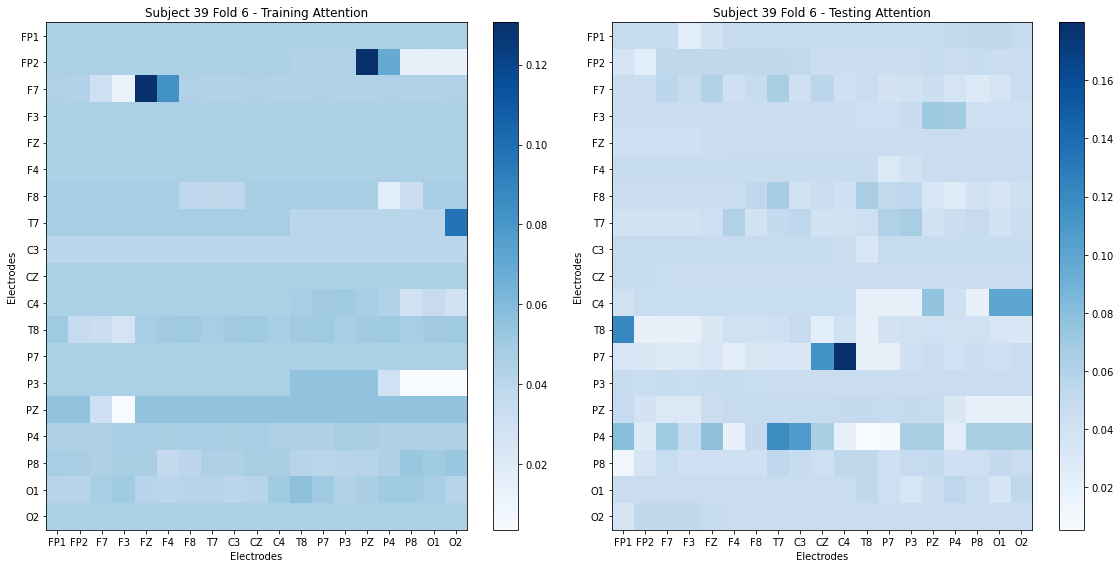 Subject 39 Fold 6 - Training Attention
FP1
FP2
F7
F3
FZ
F4
F8
T7
C3
CZ
C4
T8
P7
P3
PZ
P4
P8
O1
O2
Electrodes
FP1 FP2 F7 F3 FZ F4 F8 T7 C3 CZ C4 T8 P7 P3 PZ P4 P8 O1 O2
Electrodes
0.12
0.10
0.08
0.06
0.04
0.02
Subject 39 Fold 6 - Testing Attention
FP1
FP2
F7
F3
FZ
F4
F8
T7
C3
CZ
C4
T8
P7
P3
PZ
P4
P8
O1
O2
Electrodes
FP1 FP2 F7 F3 FZ F4 F8 T7 C3 CZ C4 T8 P7 P3 PZ P4 P8 O1 O2
Electrodes
0.16
0.14
0.12
0.10
0.08
0.06
0.04
0.02